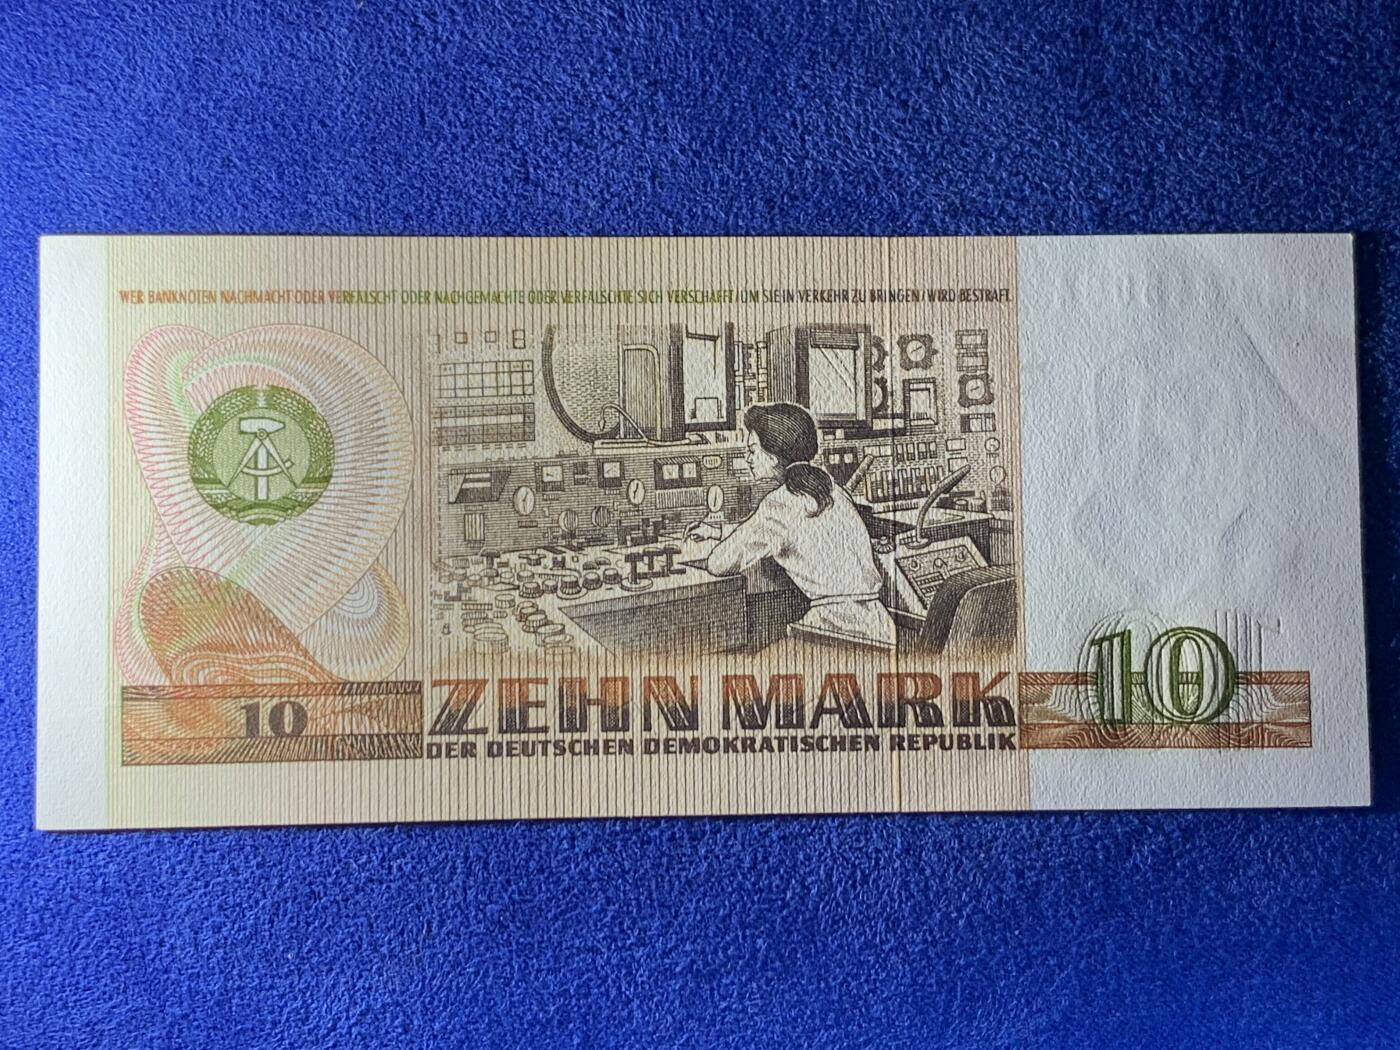 WER BANKNOTEN NACHMACHT ODER VERFÄLSCHT ODER NACHGEMACHTE ODER VERFÄLSCHTE SICH VERSCHAFFT / UM SIE IN VERKEHR ZU BRINGEN / WIRD BESTRAFT.
10
ZEHN MARK
10
DER DEUTSCHEN DEMOKRATISCHEN REPUBLIK